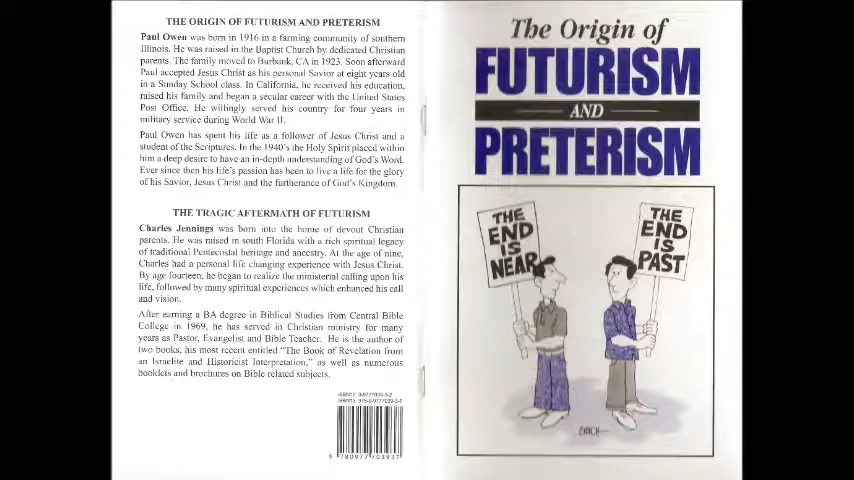 THE ORIGIN OF FUTURISM AND PRETERISM
Paul Owen was born in 1916 in a farming community of southern
Illinois. He was raised in the Baptist Church by dedicated Christian
parents. The family moved to Burbank, CA in 1923. Soon afterward
Paul accepted Jesus Christ as his personal Savior at eight years old
in a Sunday School class. In California, he received his education,
raised his family and began a secular career with the United States
Post Office. He willingly served his country for four years in
military service during World War II.
Paul Owen has spent his life as a follower of Jesus Christ and a
student of the Scriptures. In the 1940's the Holy Spirit placed within
him a deep desire to have an in-depth understanding of God's Word.
Ever since then his life's passion has been to live a life for the glory
of his Savior, Jesus Christ and the furtherance of God's Kingdom.
THE TRAGIC AFTERMATH OF FUTURISM
Charles Jennings was born into the home of devout Christian
parents. He was raised in south Florida with a rich spiritual legacy
of traditional Pentecostal heritage and ancestry. At the age of nine,
Charles had a personal life changing experience with Jesus Christ.
By age fourteen, he began to realize the ministerial calling upon his
life, followed by many spiritual experiences which enhanced his call
and vision.
After earning a BA degree in Biblical Studies from Central Bible
College in 1969, he has served in Christian ministry for many
years as Pastor, Evangelist and Bible Teacher. He is the author of
two books, his most recent entitled "The Book of Revelation from
an Israelite and Historicist Interpretation," as well as numerous
booklets and brochures on Bible related subjects.
9 780977 703937
The Origin of
FUTURISM
AND
PRETERISM
THE
END
IS
NEAR
THE
END
IS
PAST